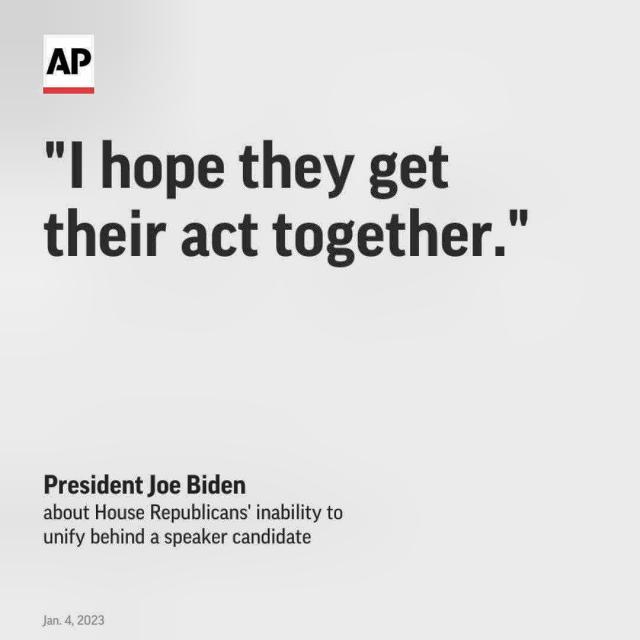 AP
"I hope they get
their act together."
President Joe Biden
about House Republicans' inability to
unify behind a speaker candidate
Jan. 4, 2023